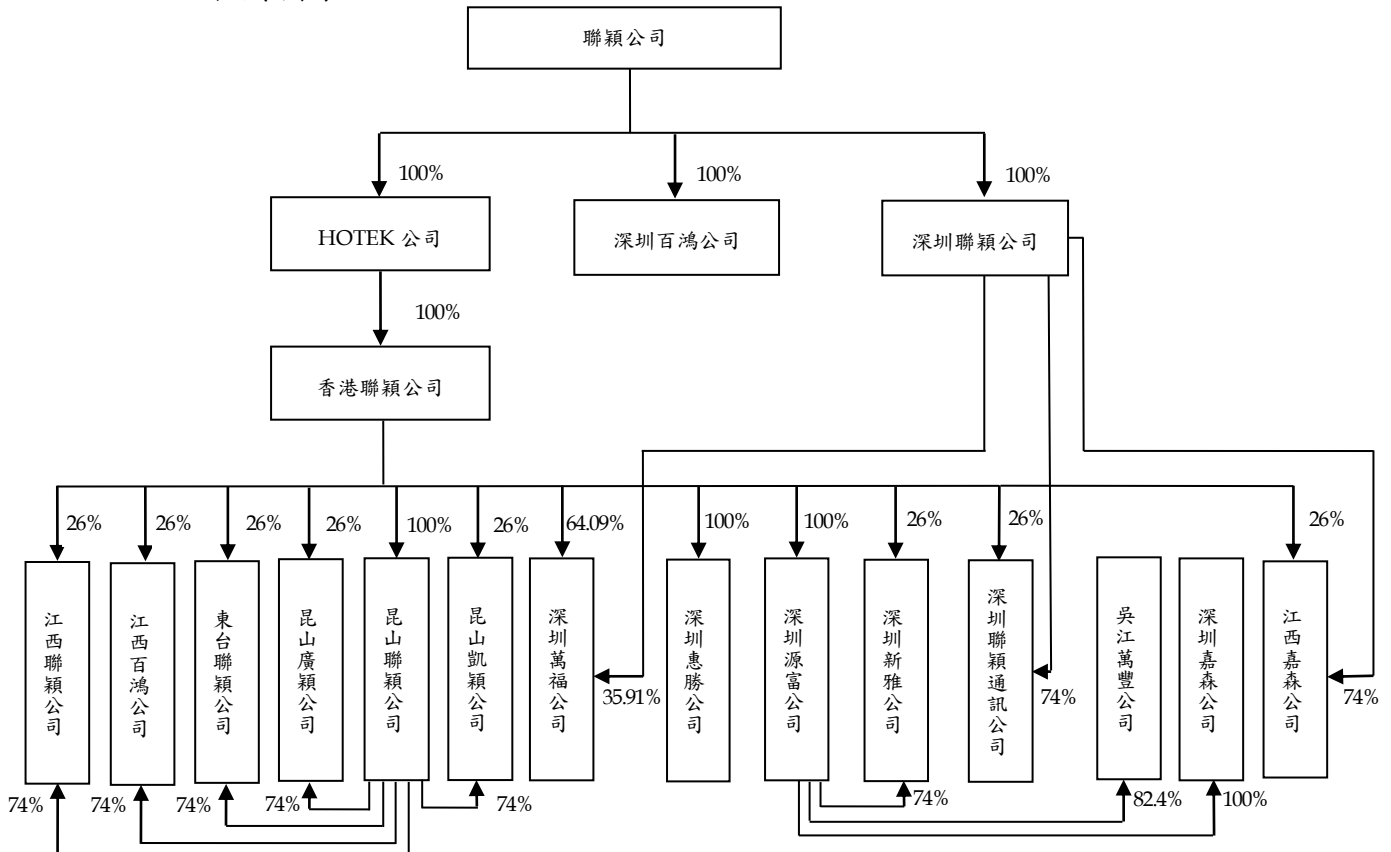 聯穎公司
100%
100%
100%
HOTEK 公司
深圳百鴻公司
深圳聯穎公司
100%
香港聯穎公司
26%
26%
26%
26%
100%
26%
64.09%
100%
100%
26%
26%
26%
江西聯穎公司
江西百鴻公司
東台聯穎公司
昆山廣穎公司
昆山聯穎公司
昆山凱穎公司
深圳萬福公司
深圳惠勝公司
深圳源富公司
深圳新雅公司
深圳聯穎通訊公司
吳江萬豐公司
深圳嘉森公司
江西嘉森公司
35.91%
74%
74%
74%
74%
74%
74%
74%
74%
82.4%
100%